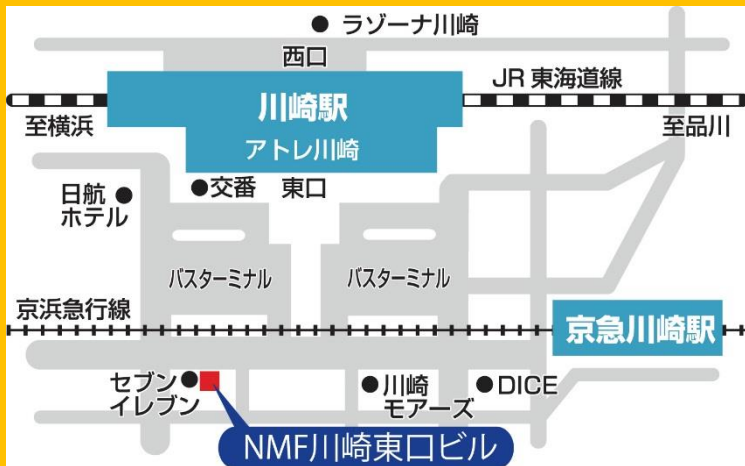 ラゾーナ川崎
西口
JR東海道線
川崎駅
至横浜
至品川
アトレ川崎
交番
東口
日航
ホテル
バスターミナル
バスターミナル
京浜急行線
京急川崎駅
セブン
イレブン
川崎
モアーズ
DICE
NMF川崎東口ビル